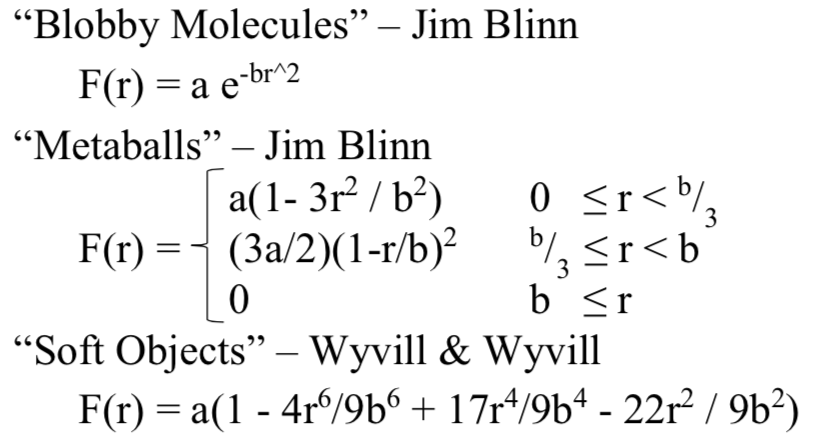 “Blobby Molecules” – Jim Blinn
F(r) = a e^-br^2
“Metaballs” – Jim Blinn
a(1- 3r² / b²) 0 ≤ r < b/3
F(r) = (3a/2)(1-r/b)² b/3 ≤ r < b
0 b ≤ r
“Soft Objects” – Wyvill & Wyvill
F(r) = a(1 - 4r⁶/9b⁶ + 17r⁴/9b⁴ - 22r² / 9b²)